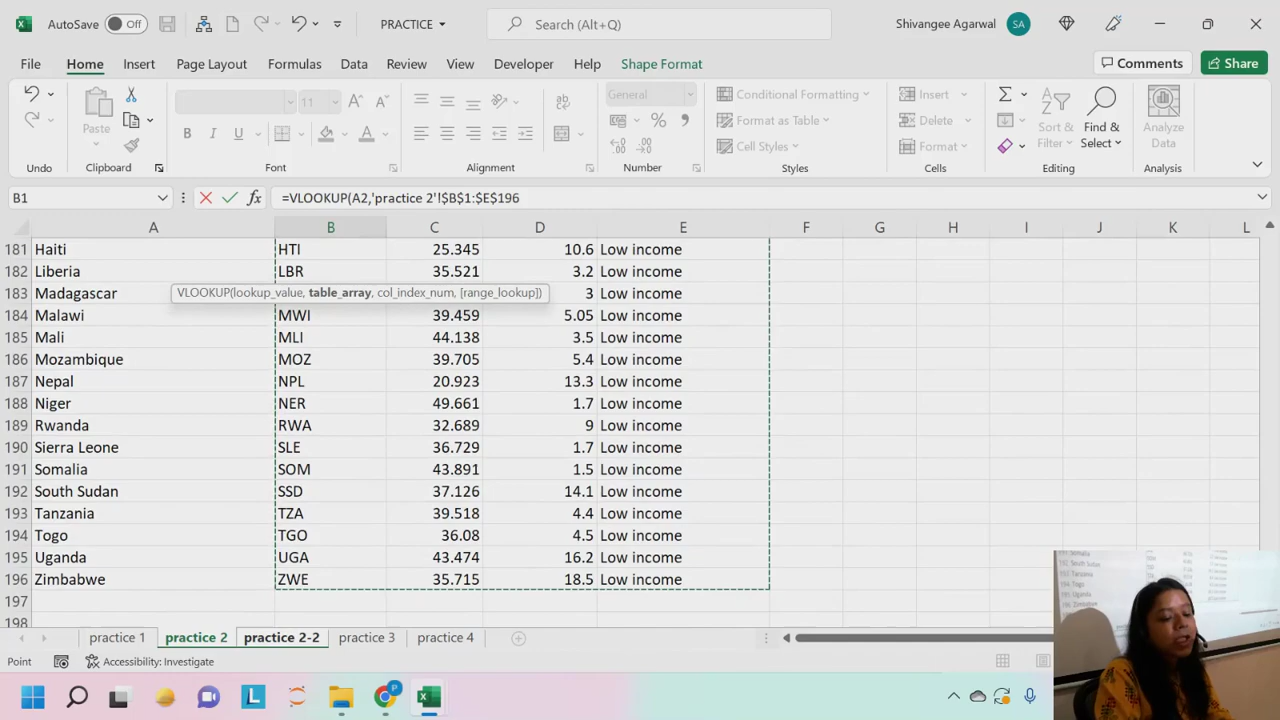 AutoSave Off PRACTICE Search (Alt+Q) Shivangee Agarwal SA
File Home Insert Page Layout Formulas Data Review View Developer Help Shape Format Comments Share
General Conditional Formatting Insert
Paste 11 Format as Table Delete Sort & Filter Find & Select Analyze Data
Cell Styles Format
Undo Clipboard Font Alignment Number Styles Cells Editing Analysis
B1 =VLOOKUP(A2,'practice 2'!$B$1:$E$196
A B C D E F G H I J K L
181 Haiti HTI 25.345 10.6 Low income
182 Liberia LBR 35.521 3.2 Low income
183 Madagascar VLOOKUP(lookup_value, table_array, col_index_num, [range_lookup]) 3 Low income
184 Malawi MWI 39.459 5.05 Low income
185 Mali MLI 44.138 3.5 Low income
186 Mozambique MOZ 39.705 5.4 Low income
187 Nepal NPL 20.923 13.3 Low income
188 Niger NER 49.661 1.7 Low income
189 Rwanda RWA 32.689 9 Low income
190 Sierra Leone SLE 36.729 1.7 Low income
191 Somalia SOM 43.891 1.5 Low income
192 South Sudan SSD 37.126 14.1 Low income
193 Tanzania TZA 39.518 4.4 Low income
194 Togo TGO 36.08 4.5 Low income
195 Uganda UGA 43.474 16.2 Low income
196 Zimbabwe ZWE 35.715 18.5 Low income
197
198
practice 1 practice 2 practice 2-2 practice 3 practice 4
Point Accessibility: Investigate